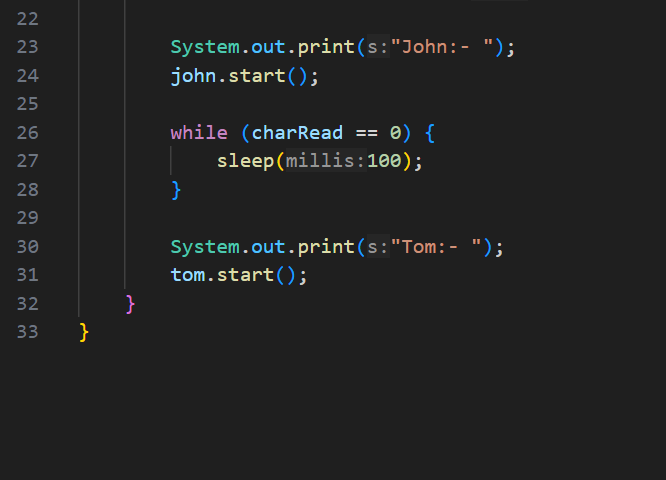 22
23 System.out.print(s:"John:- ");
24 john.start();
25
26 while (charRead == 0) {
27 sleep(millis:100);
28 }
29
30 System.out.print(s:"Tom:- ");
31 tom.start();
32 }
33 }